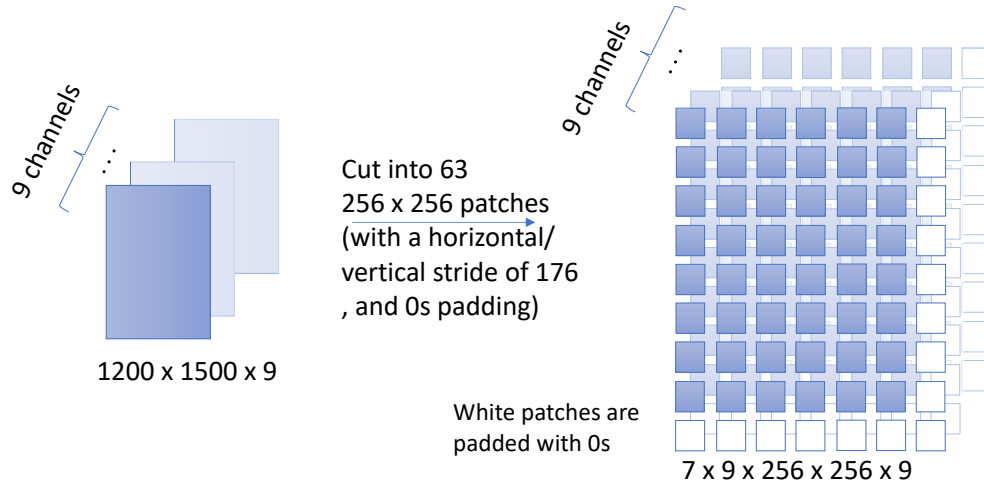 9 channels
...
1200 x 1500 x 9
Cut into 63
256 x 256 patches
(with a horizontal/
vertical stride of 176
, and 0s padding)
9 channels
...
White patches are
padded with 0s
7 x 9 x 256 x 256 x 9